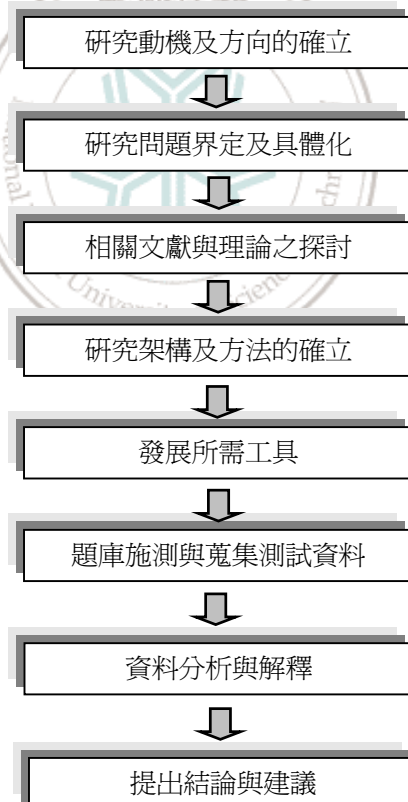 研究動機及方向的確立
研究問題界定及具體化
相關文獻與理論之探討
研究架構及方法的確立
發展所需工具
題庫施測與蒐集測試資料
資料分析與解釋
提出結論與建議